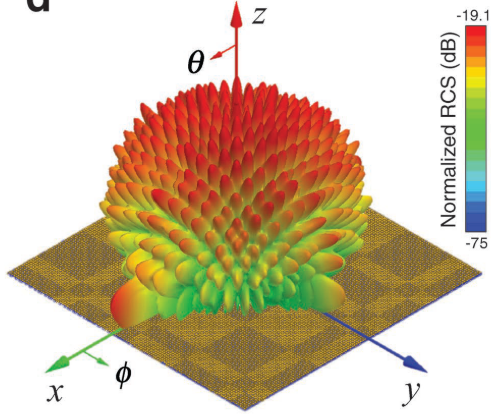 d
z
θ
-19.1
Normalized RCS (dB)
-75
x
ϕ
y